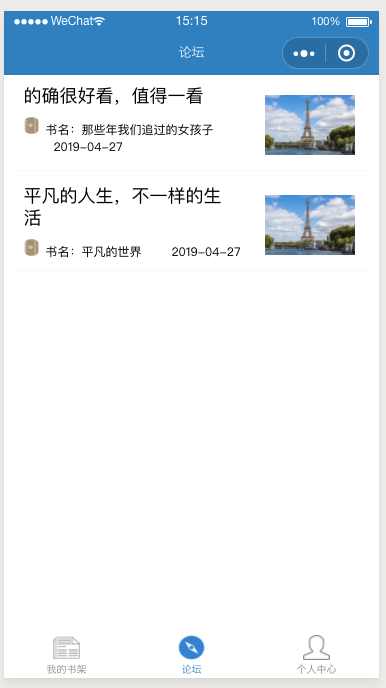 WeChat 15:15 100%
论坛
的确很好看，值得一看
书名：那些年我们追过的女孩子
2019-04-27
平凡的人生，不一样的生
活
书名：平凡的世界 2019-04-27
我的书架 论坛 个人中心